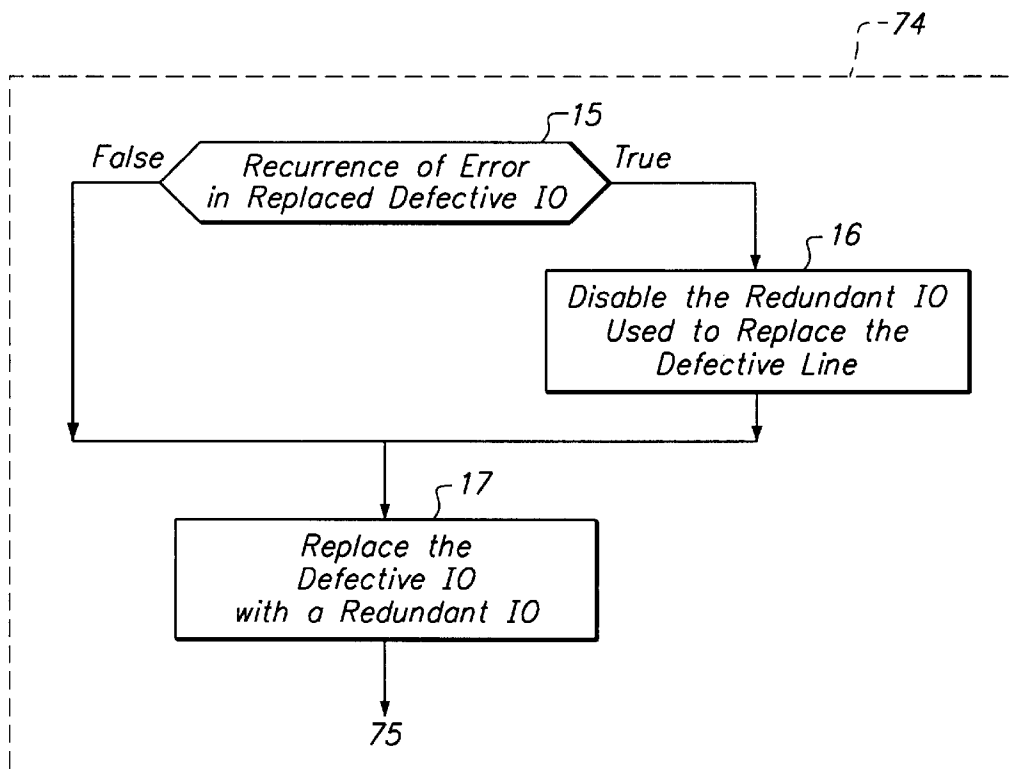 74
15
False
Recurrence of Error
in Replaced Defective IO
True
16
Disable the Redundant IO
Used to Replace the
Defective Line
17
Replace the
Defective IO
with a Redundant IO
75